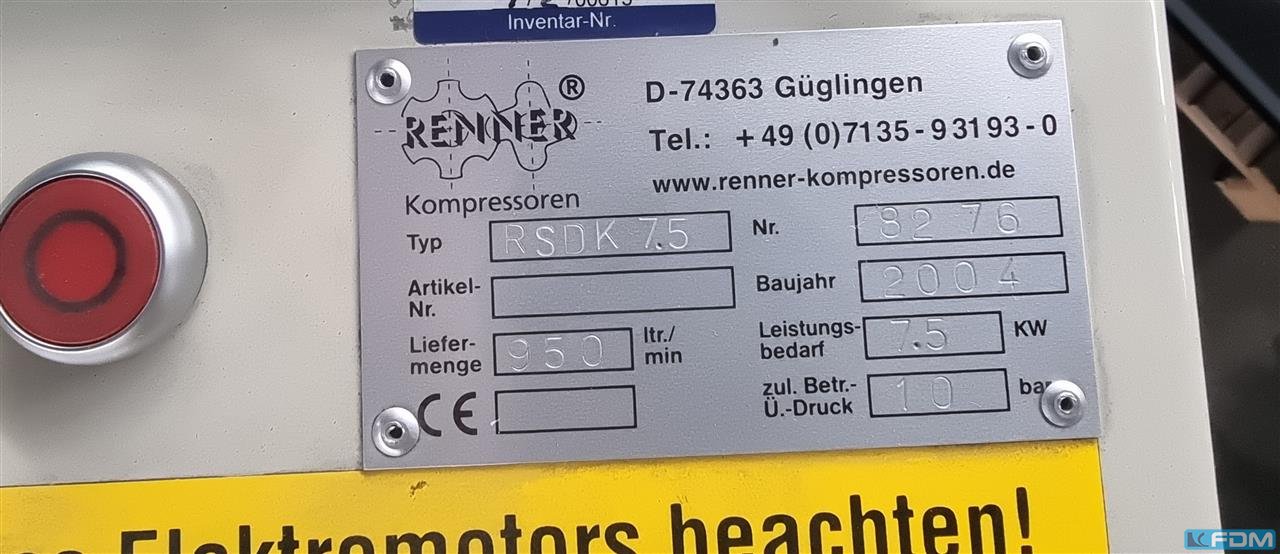 Inventar-Nr.
RENNER ®
Kompressoren
D-74363 Güglingen
Tel.: +49 (0)7135-93193-0
www.renner-kompressoren.de
Typ RSDK 7.5 Nr. 8276
Artikel-
Nr.
Baujahr 2004
Liefer-
menge 950 ltr./
min
Leistungs-
bedarf 7.5 KW
CE
zul. Betr.-
Ü.-Druck 10 bar
Elektromotors beachten!
KFDM